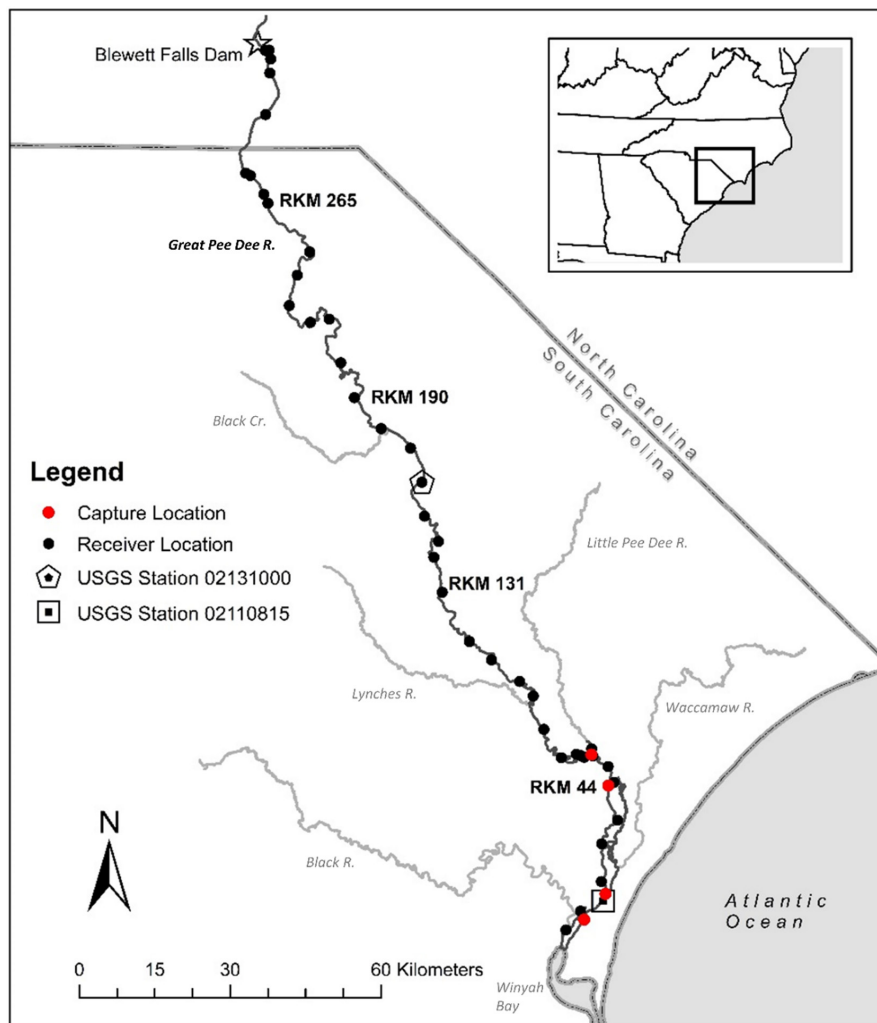 Blewett Falls Dam
RKM 265
Great Pee Dee R.
North Carolina
South Carolina
RKM 190
Black Cr.
Legend
Capture Location
Receiver Location
USGS Station 02131000
USGS Station 02110815
Little Pee Dee R.
RKM 131
Lynches R.
Waccamaw R.
RKM 44
N
Black R.
Atlantic
Ocean
0 15 30 60 Kilometers
Winyah
Bay